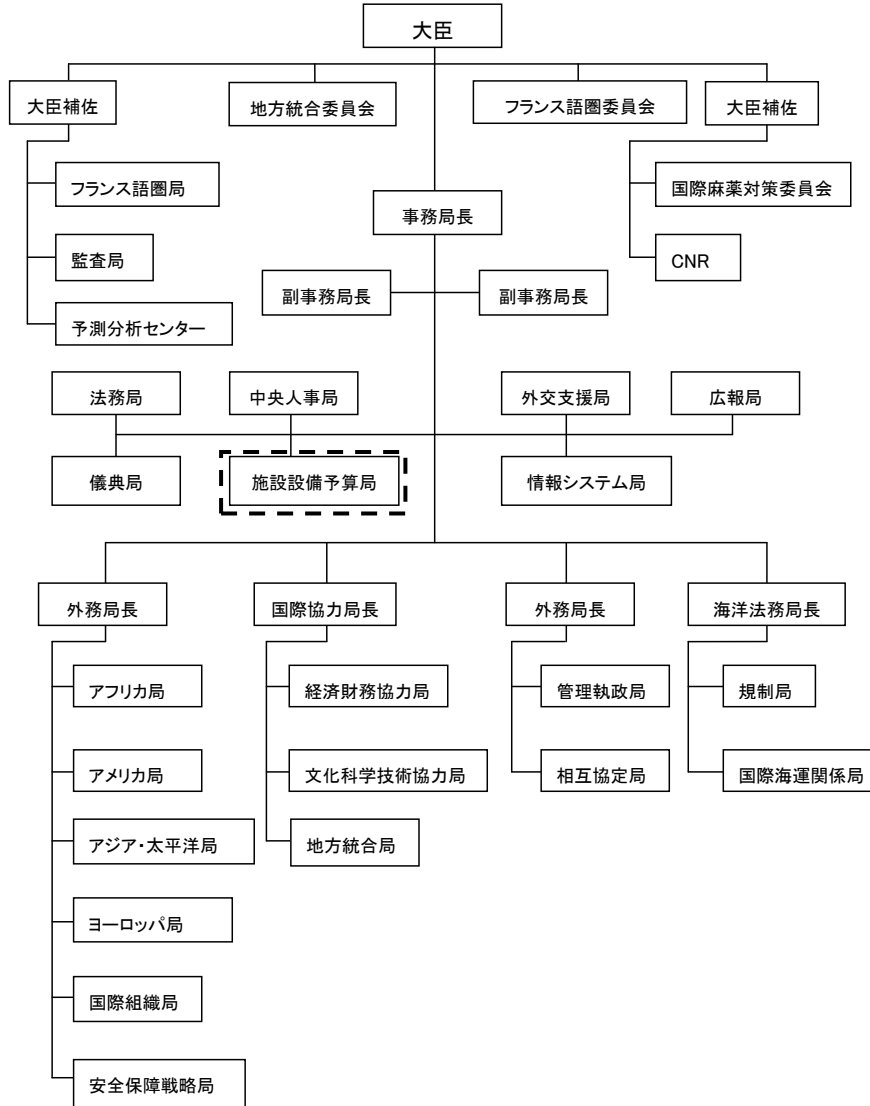 大臣
大臣補佐
地方統合委員会
フランス語圏委員会
大臣補佐
フランス語圏局
国際麻薬対策委員会
事務局長
監査局
CNR
副事務局長
副事務局長
予測分析センター
法務局
中央人事局
外交支援局
広報局
儀典局
施設設備予算局
情報システム局
外務局長
国際協力局長
外務局長
海洋法務局長
アフリカ局
経済財務協力局
管理執政局
規制局
アメリカ局
文化科学技術協力局
相互協定局
国際海運関係局
アジア・太平洋局
地方統合局
ヨーロッパ局
国際組織局
安全保障戦略局